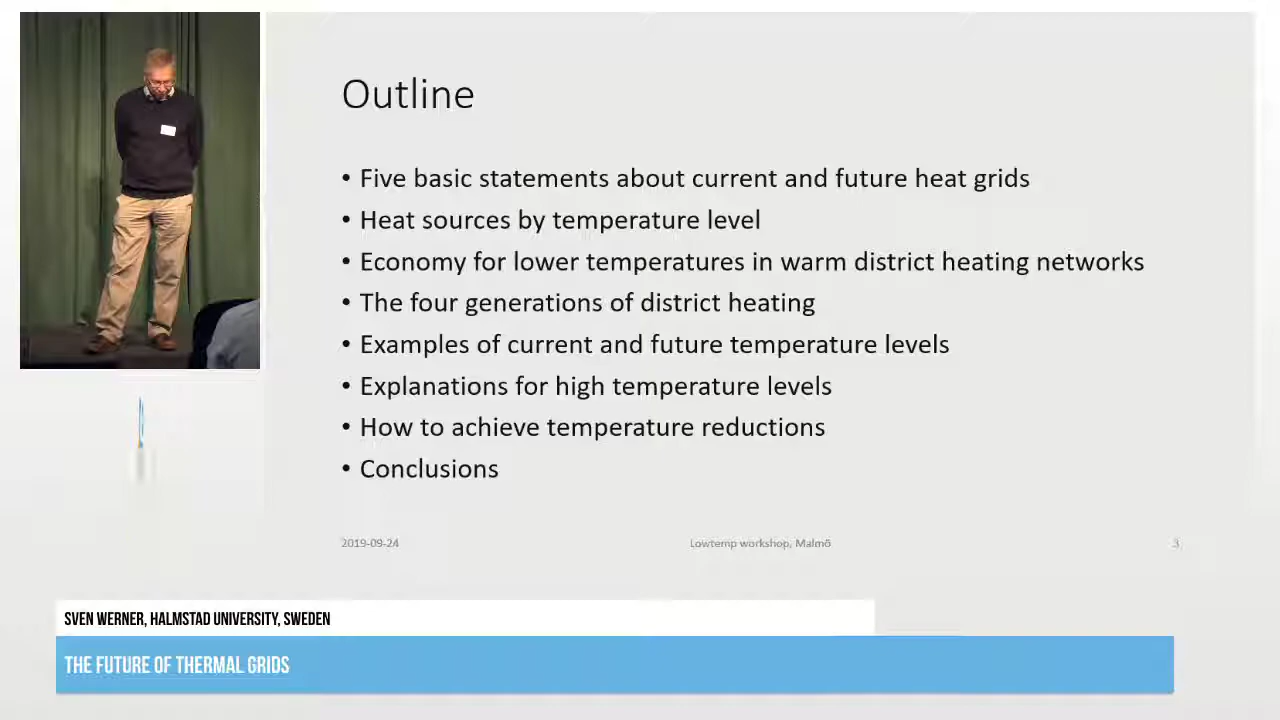 Outline
• Five basic statements about current and future heat grids
• Heat sources by temperature level
• Economy for lower temperatures in warm district heating networks
• The four generations of district heating
• Examples of current and future temperature levels
• Explanations for high temperature levels
• How to achieve temperature reductions
• Conclusions
2019-09-24 Lowtemp workshop, Malmö 3
SVEN WERNER, HALMSTAD UNIVERSITY, SWEDEN
THE FUTURE OF THERMAL GRIDS